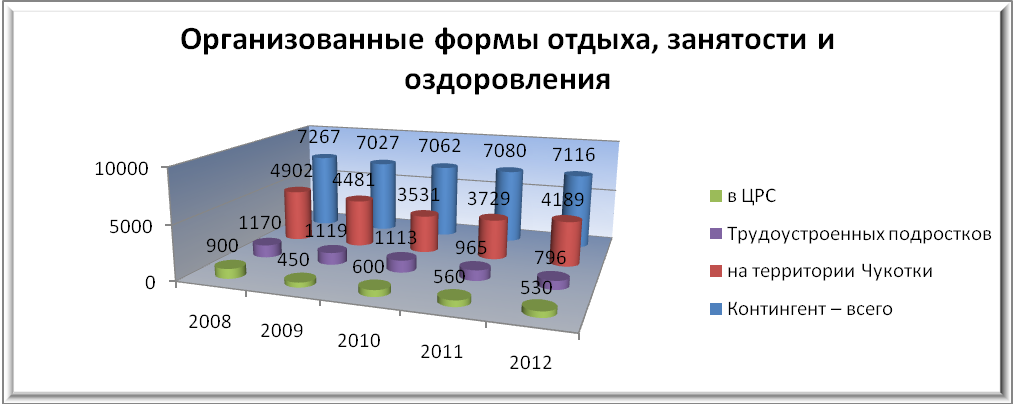 Организованные формы отдыха, занятости и
оздоровления
7267 7027 7062 7080 7116
4902 4481 3531 3729 4189
1170 1119 1113 965 796
900 450 600 560 530
10000
5000
0
2008 2009 2010 2011 2012
в ЦРС
Трудоустроенных подростков
на территории Чукотки
Контингент – всего